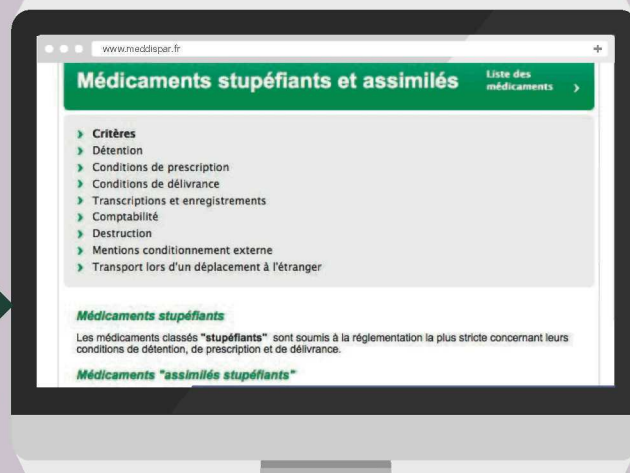 www.meddispar.fr
Médicaments stupéfiants et assimilés
Liste des
médicaments
Critères
Détention
Conditions de prescription
Conditions de délivrance
Transcriptions et enregistrements
Comptabilité
Destruction
Mentions conditionnement externe
Transport lors d'un déplacement à l'étranger
Médicaments stupéfiants
Les médicaments classés "stupéfiants" sont soumis à la réglementation la plus stricte concernant leurs
conditions de détention, de prescription et de délivrance.
Médicaments "assimilés stupéfiants"